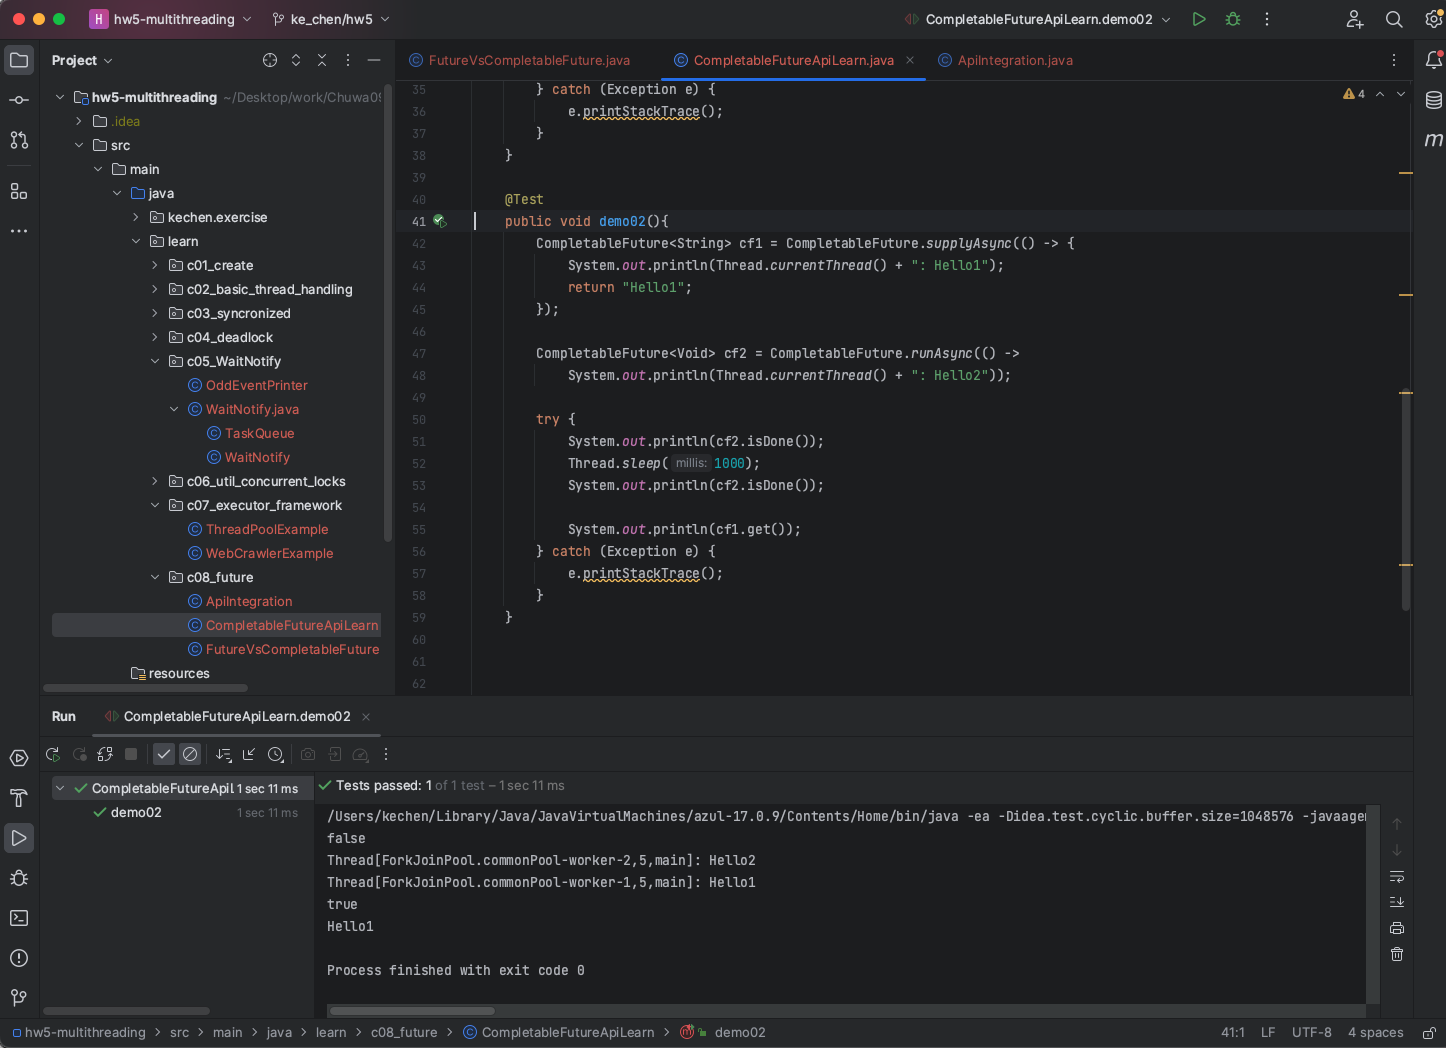 H hw5-multithreading ke_chen/hw5 CompletableFutureApiLearn.demo02
Project
FutureVsCompletableFuture.java CompletableFutureApiLearn.java ApiIntegration.java
hw5-multithreading ~/Desktop/work/Chuwa09
.idea
src
main
java
kechen.exercise
learn
c01_create
c02_basic_thread_handling
c03_syncronized
c04_deadlock
c05_WaitNotify
OddEventPrinter
WaitNotify.java
TaskQueue
WaitNotify
c06_util_concurrent_locks
c07_executor_framework
ThreadPoolExample
WebCrawlerExample
c08_future
ApiIntegration
CompletableFutureApiLearn
FutureVsCompletableFuture
resources
4
m
35 } catch (Exception e) {
36 e.printStackTrace();
37 }
38 }
39
40 @Test
41 public void demo02(){
42 CompletableFuture<String> cf1 = CompletableFuture.supplyAsync(() -> {
43 System.out.println(Thread.currentThread() + ": Hello1");
44 return "Hello1";
45 });
46
47 CompletableFuture<Void> cf2 = CompletableFuture.runAsync(() ->
48 System.out.println(Thread.currentThread() + ": Hello2"));
49
50 try {
51 System.out.println(cf2.isDone());
52 Thread.sleep( millis: 1000);
53 System.out.println(cf2.isDone());
54
55 System.out.println(cf1.get());
56 } catch (Exception e) {
57 e.printStackTrace();
58 }
59 }
60
61
62
Run CompletableFutureApiLearn.demo02
CompletableFutureApiL 1 sec 11 ms
demo02 1 sec 11 ms
Tests passed: 1 of 1 test – 1 sec 11 ms
/Users/kechen/Library/Java/JavaVirtualMachines/azul-17.0.9/Contents/Home/bin/java -ea -Didea.test.cyclic.buffer.size=1048576 -javaagen
false
Thread[ForkJoinPool.commonPool-worker-2,5,main]: Hello2
Thread[ForkJoinPool.commonPool-worker-1,5,main]: Hello1
true
Hello1
Process finished with exit code 0
hw5-multithreading > src > main > java > learn > c08_future > CompletableFutureApiLearn > demo02 41:1 LF UTF-8 4 spaces